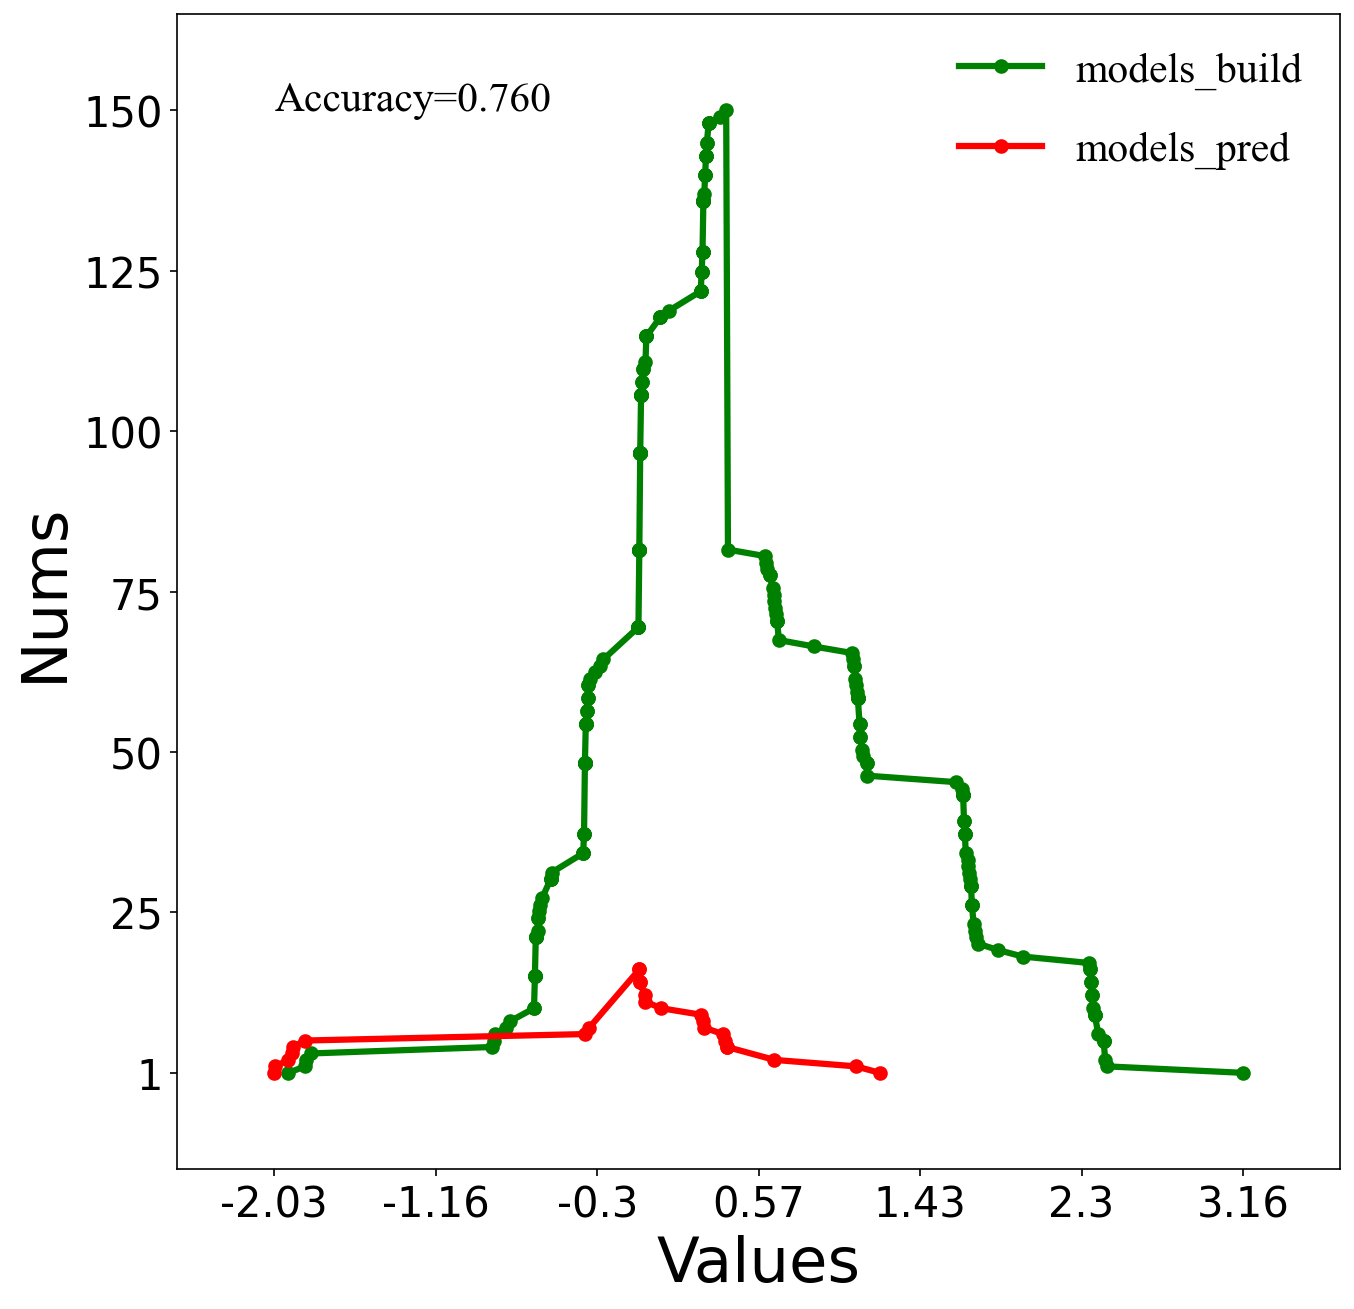 Accuracy=0.760
models_build
models_pred
150
125
100
75
50
25
1
Nums
-2.03 -1.16 -0.3 0.57 1.43 2.3 3.16
Values